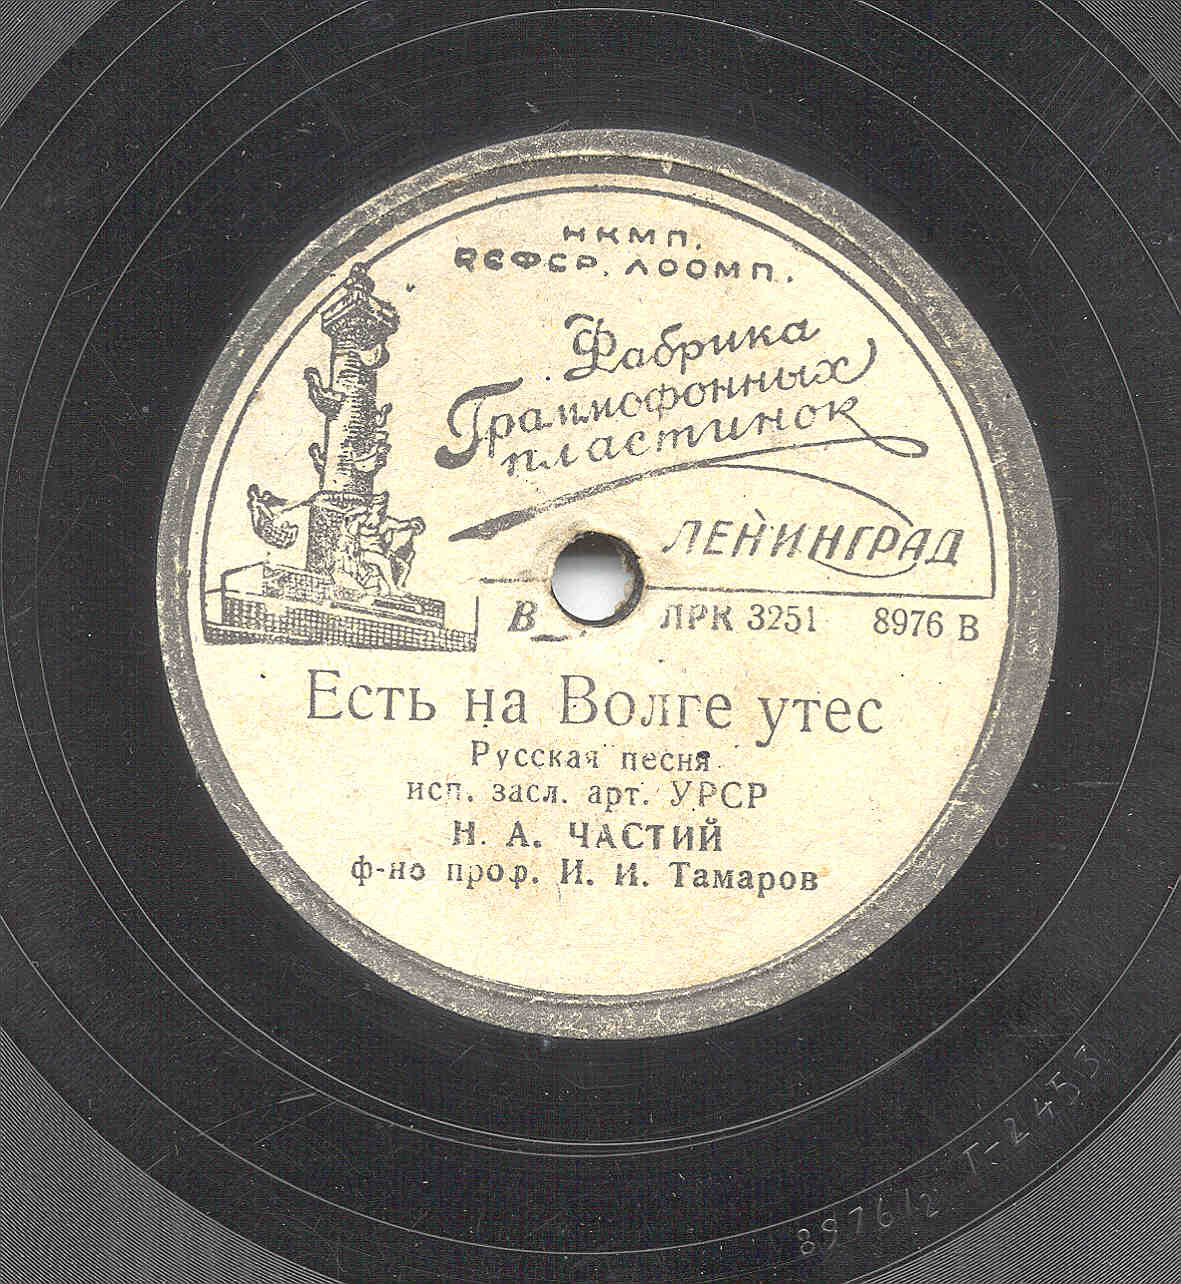 НКМП.
РСФСР. ЛООМП.
Фабрика
Граммофонных
пластинок
ЛЕНИНГРАД
В ЛРК 3251 8976 В
Есть на Волге утес
Русская песня
исп. засл. арт. УРСР
Н. А. ЧАСТИЙ
ф-но проф. И. И. Тамаров
8976/2 Т-2453